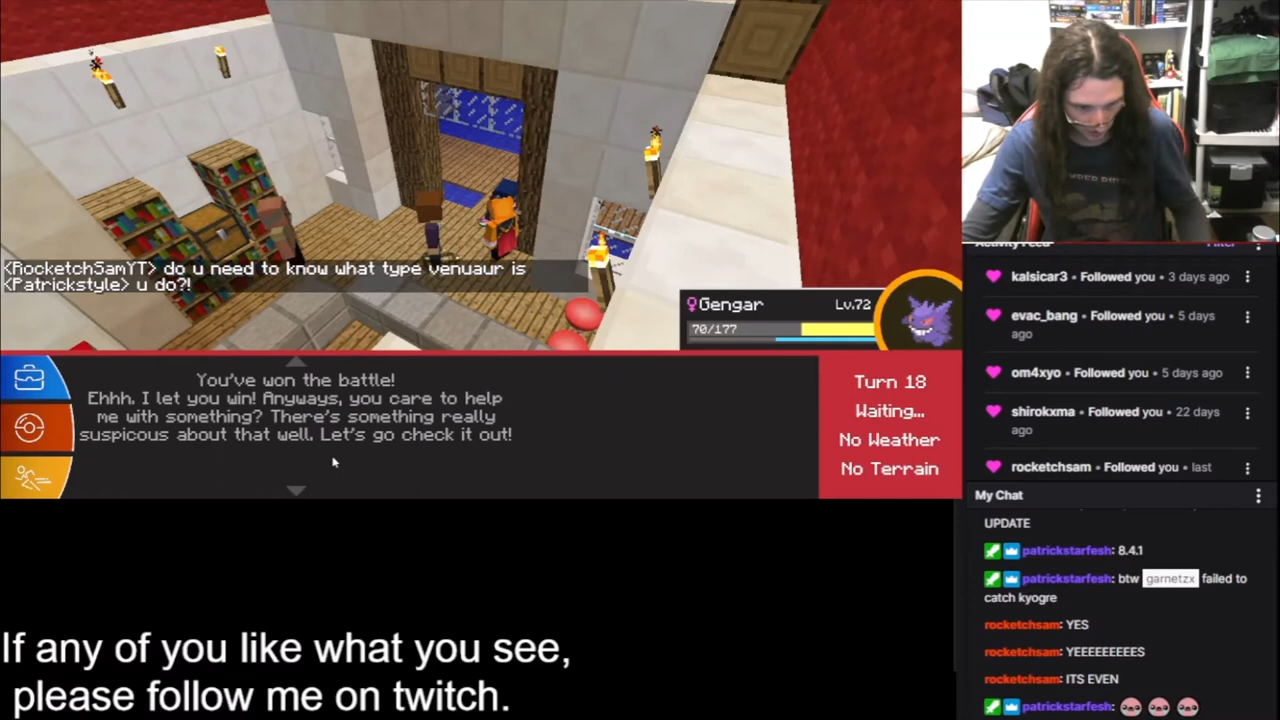 <RocketchSamYT> do u need to know what type venuaur is
<Patrickstyle> u do?!
♀Gengar Lv.72
70/177
You've won the battle!
Ehhh. I let you win! Anyways, you care to help
me with something? There's something really
suspicous about that well. Let's go check it out!
Turn 18
Waiting...
No Weather
No Terrain
If any of you like what you see,
please follow me on twitch.
Activity Feed Filter
kalsicar3 • Followed you • 3 days ago
evac_bang • Followed you • 5 days
ago
om4xyo • Followed you • 5 days ago
shirokxma • Followed you • 22 days
ago
rocketchsam • Followed you • last
My Chat
UPDATE
patrickstarfesh: 8.4.1
patrickstarfesh: btw garnetzx failed to
catch kyogre
rocketchsam: YES
rocketchsam: YEEEEEEEEES
rocketchsam: ITS EVEN
patrickstarfesh: